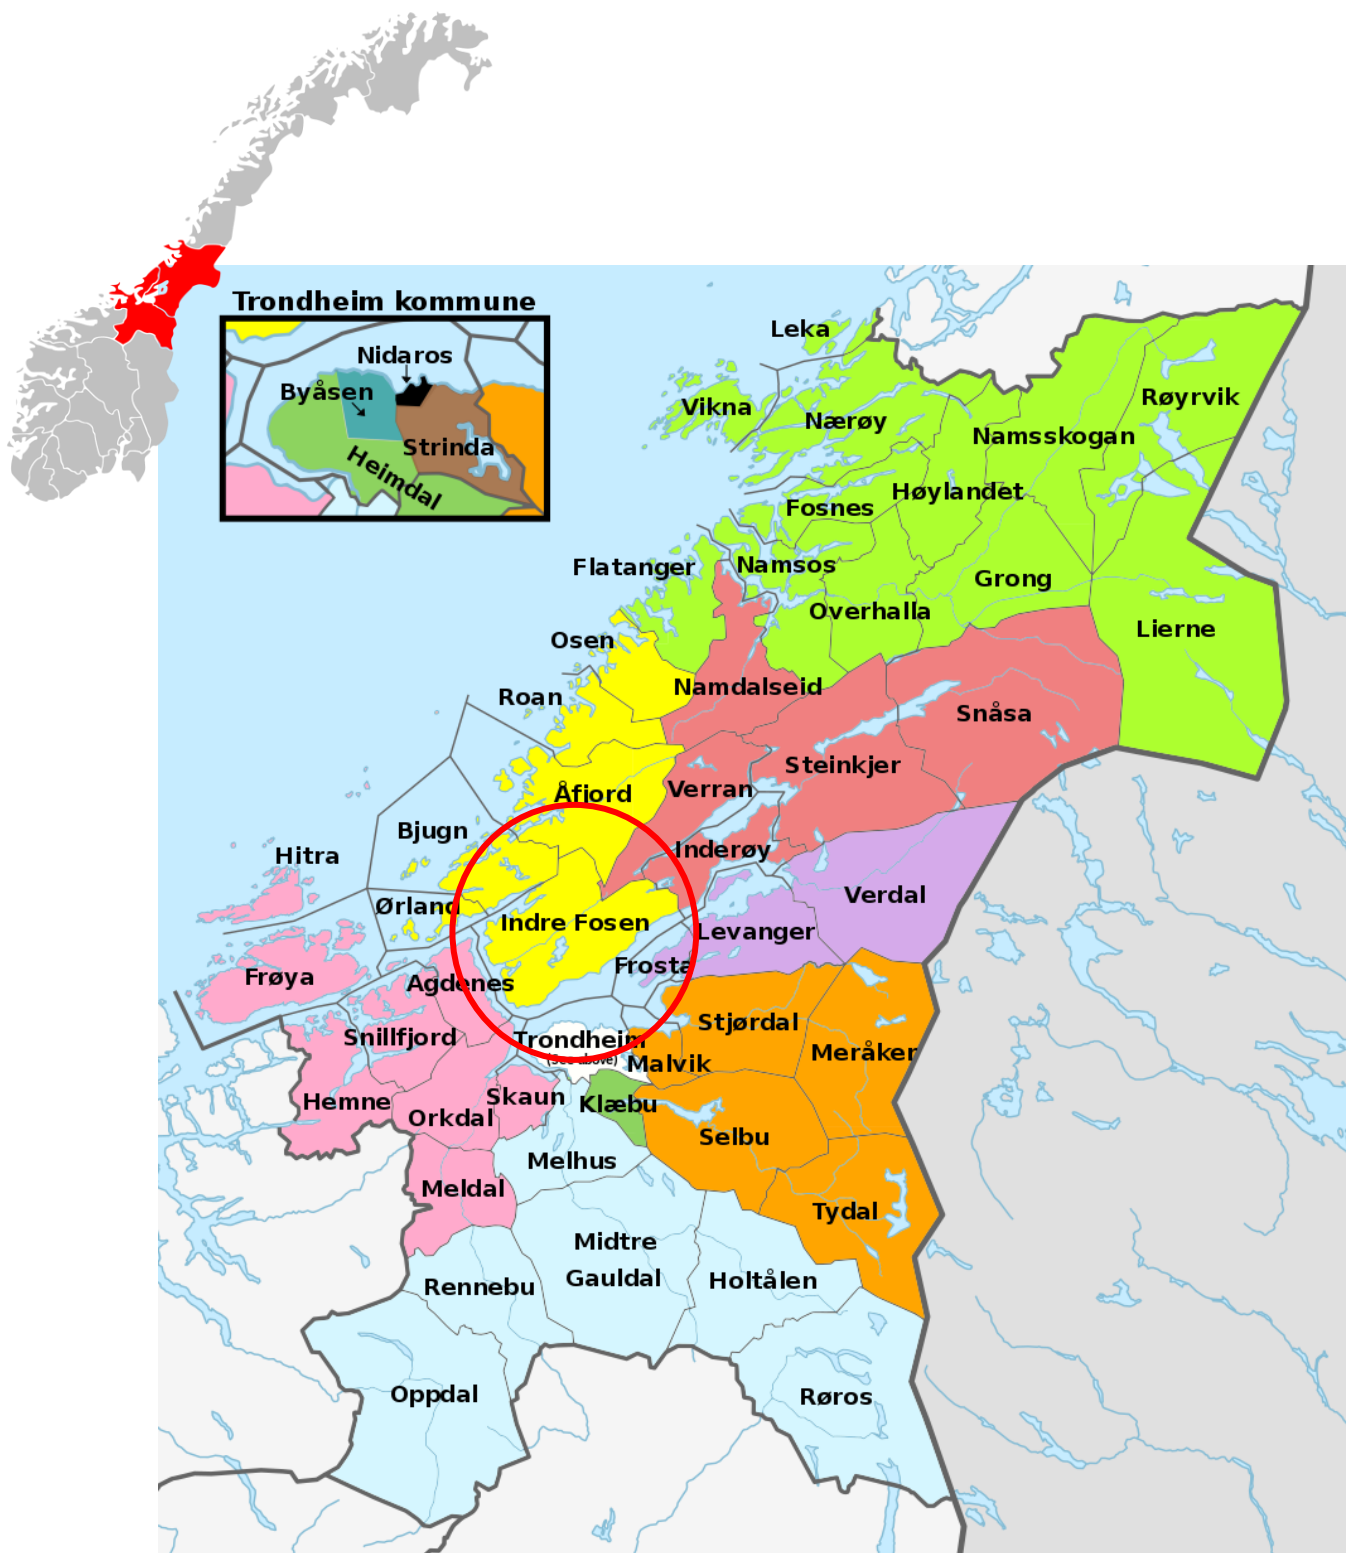 Trondheim kommune
Nidaros
Byåsen
Strinda
Heimdal
Leka
Vikna
Nærøy
Røyrvik
Namsskogan
Høylandet
Fosnes
Flatanger
Namsos
Grong
Overhalla
Lierne
Osen
Roan
Namdalseid
Snåsa
Steinkjer
Verran
Åfjord
Bjugn
Inderøy
Hitra
Verdal
Ørland
Indre Fosen
Levanger
Frosta
Frøya
Agdenes
Stjørdal
Snillfjord
Trondheim
(See above)
Malvik
Meråker
Hemne
Skaun
Klæbu
Orkdal
Selbu
Melhus
Meldal
Tydal
Midtre
Gauldal
Holtålen
Rennebu
Oppdal
Røros